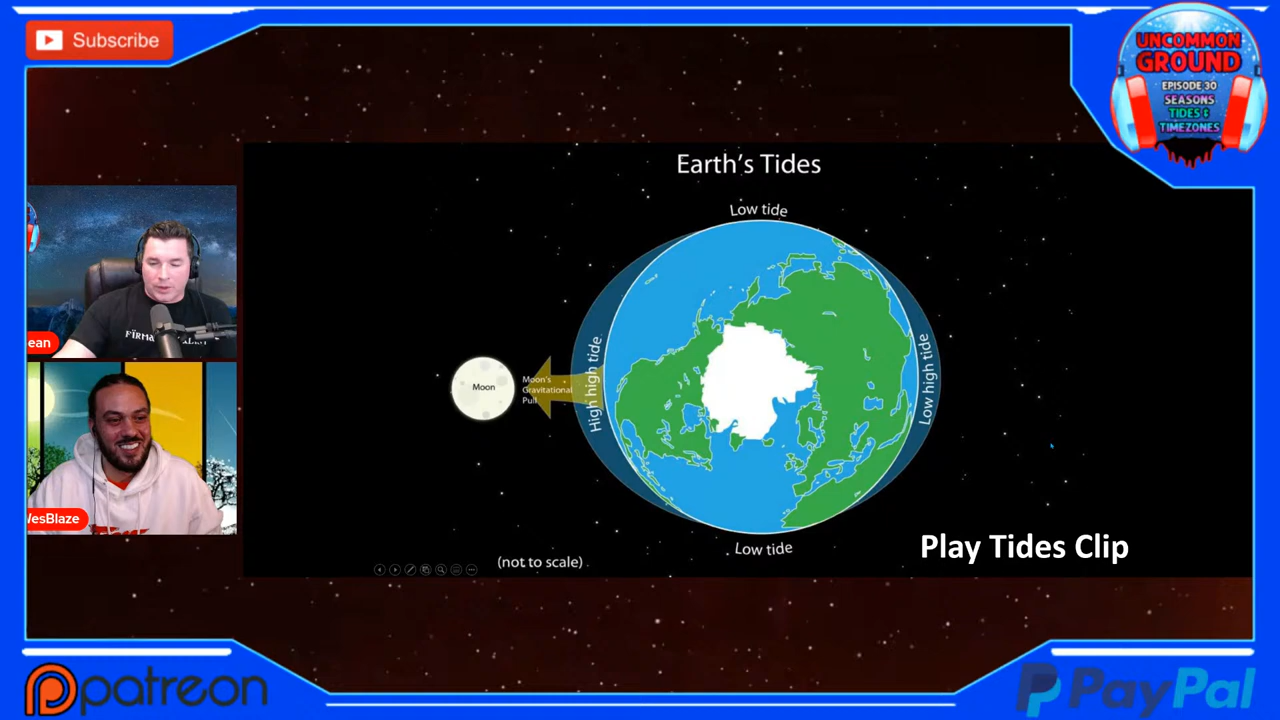 Subscribe
UNCOMMON
GROUND
EPISODE 30
SEASONS
TIDES &
TIMEZONES
Earth's Tides
Low tide
High high tide
Low high tide
Moon
Moon's
Gravitational
Pull
ean
WesBlaze
Low tide
Play Tides Clip
(not to scale)
patreon
PayPal